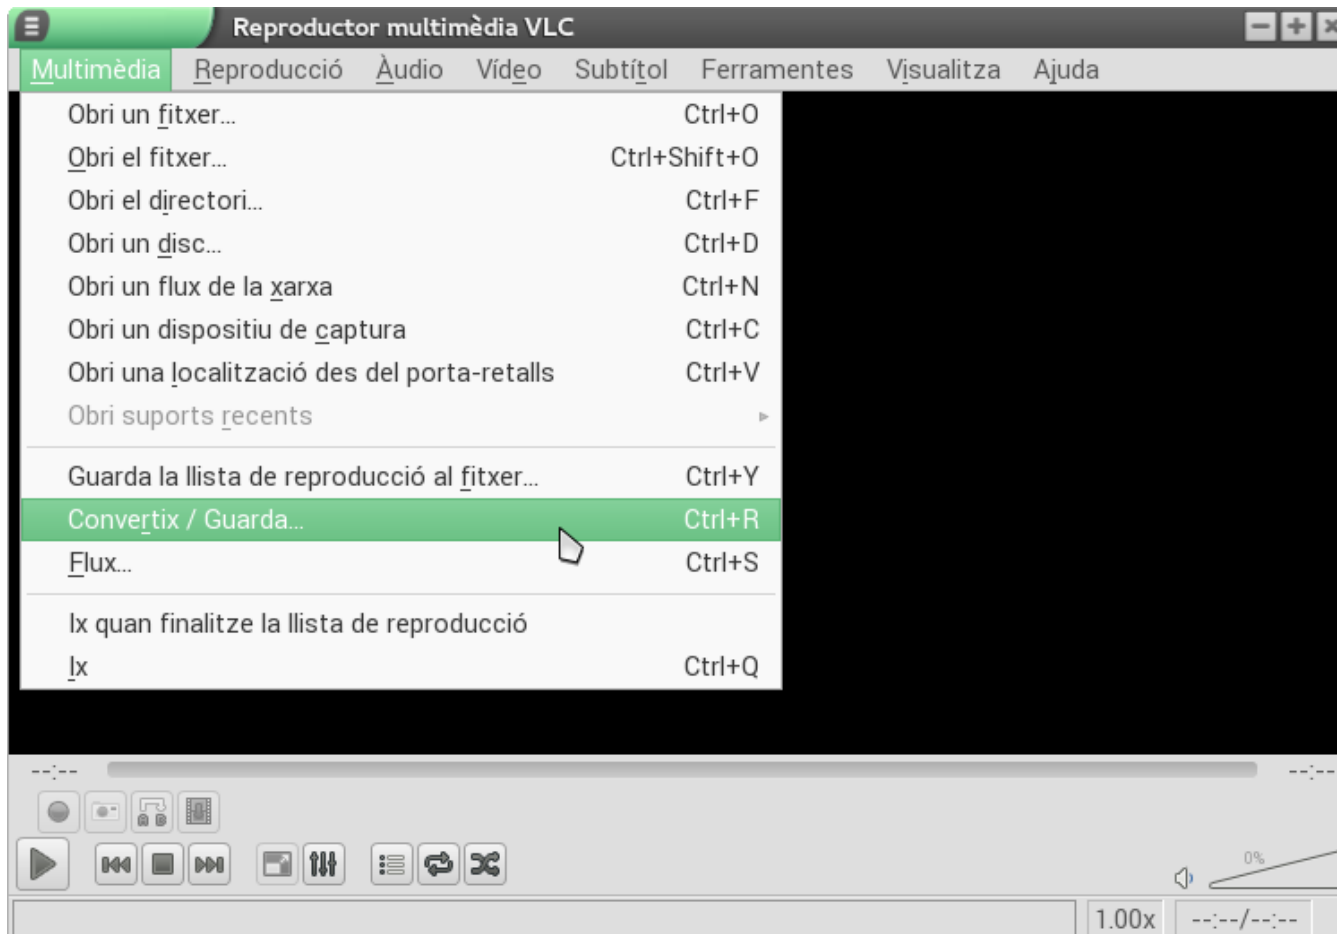 Reproductor multimèdia VLC
Multimèdia Reproducció Àudio Vídeo Subtítol Ferramentes Visualitza Ajuda
Obri un fitxer... Ctrl+O
Obri el fitxer... Ctrl+Shift+O
Obri el directori... Ctrl+F
Obri un disc... Ctrl+D
Obri un flux de la xarxa Ctrl+N
Obri un dispositiu de captura Ctrl+C
Obri una localització des del porta-retalls Ctrl+V
Obri suports recents
Guarda la llista de reproducció al fitxer... Ctrl+Y
Convertix / Guarda... Ctrl+R
Flux... Ctrl+S
Ix quan finalitze la llista de reproducció
Ix Ctrl+Q
--:-- --:--
A B
0%
1.00x --:--/--:--